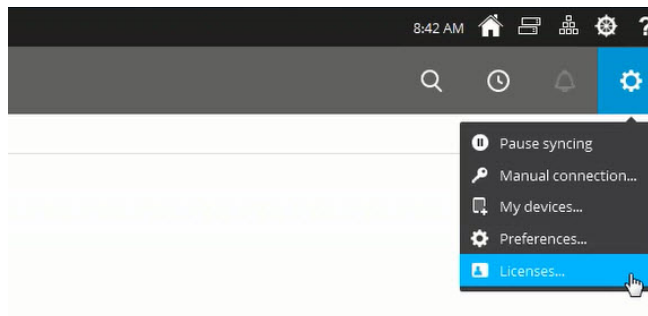 8:42 AM ?
Pause syncing
Manual connection...
My devices...
Preferences...
Licenses...